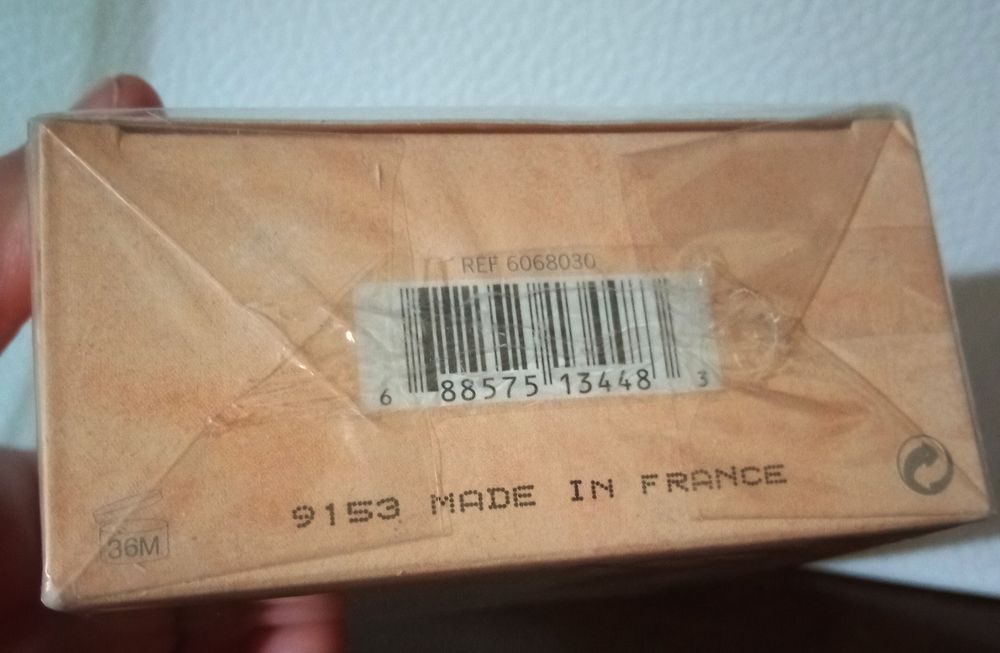 REF 6068030
6 88575 13448 3
9153 MADE IN FRANCE
36M